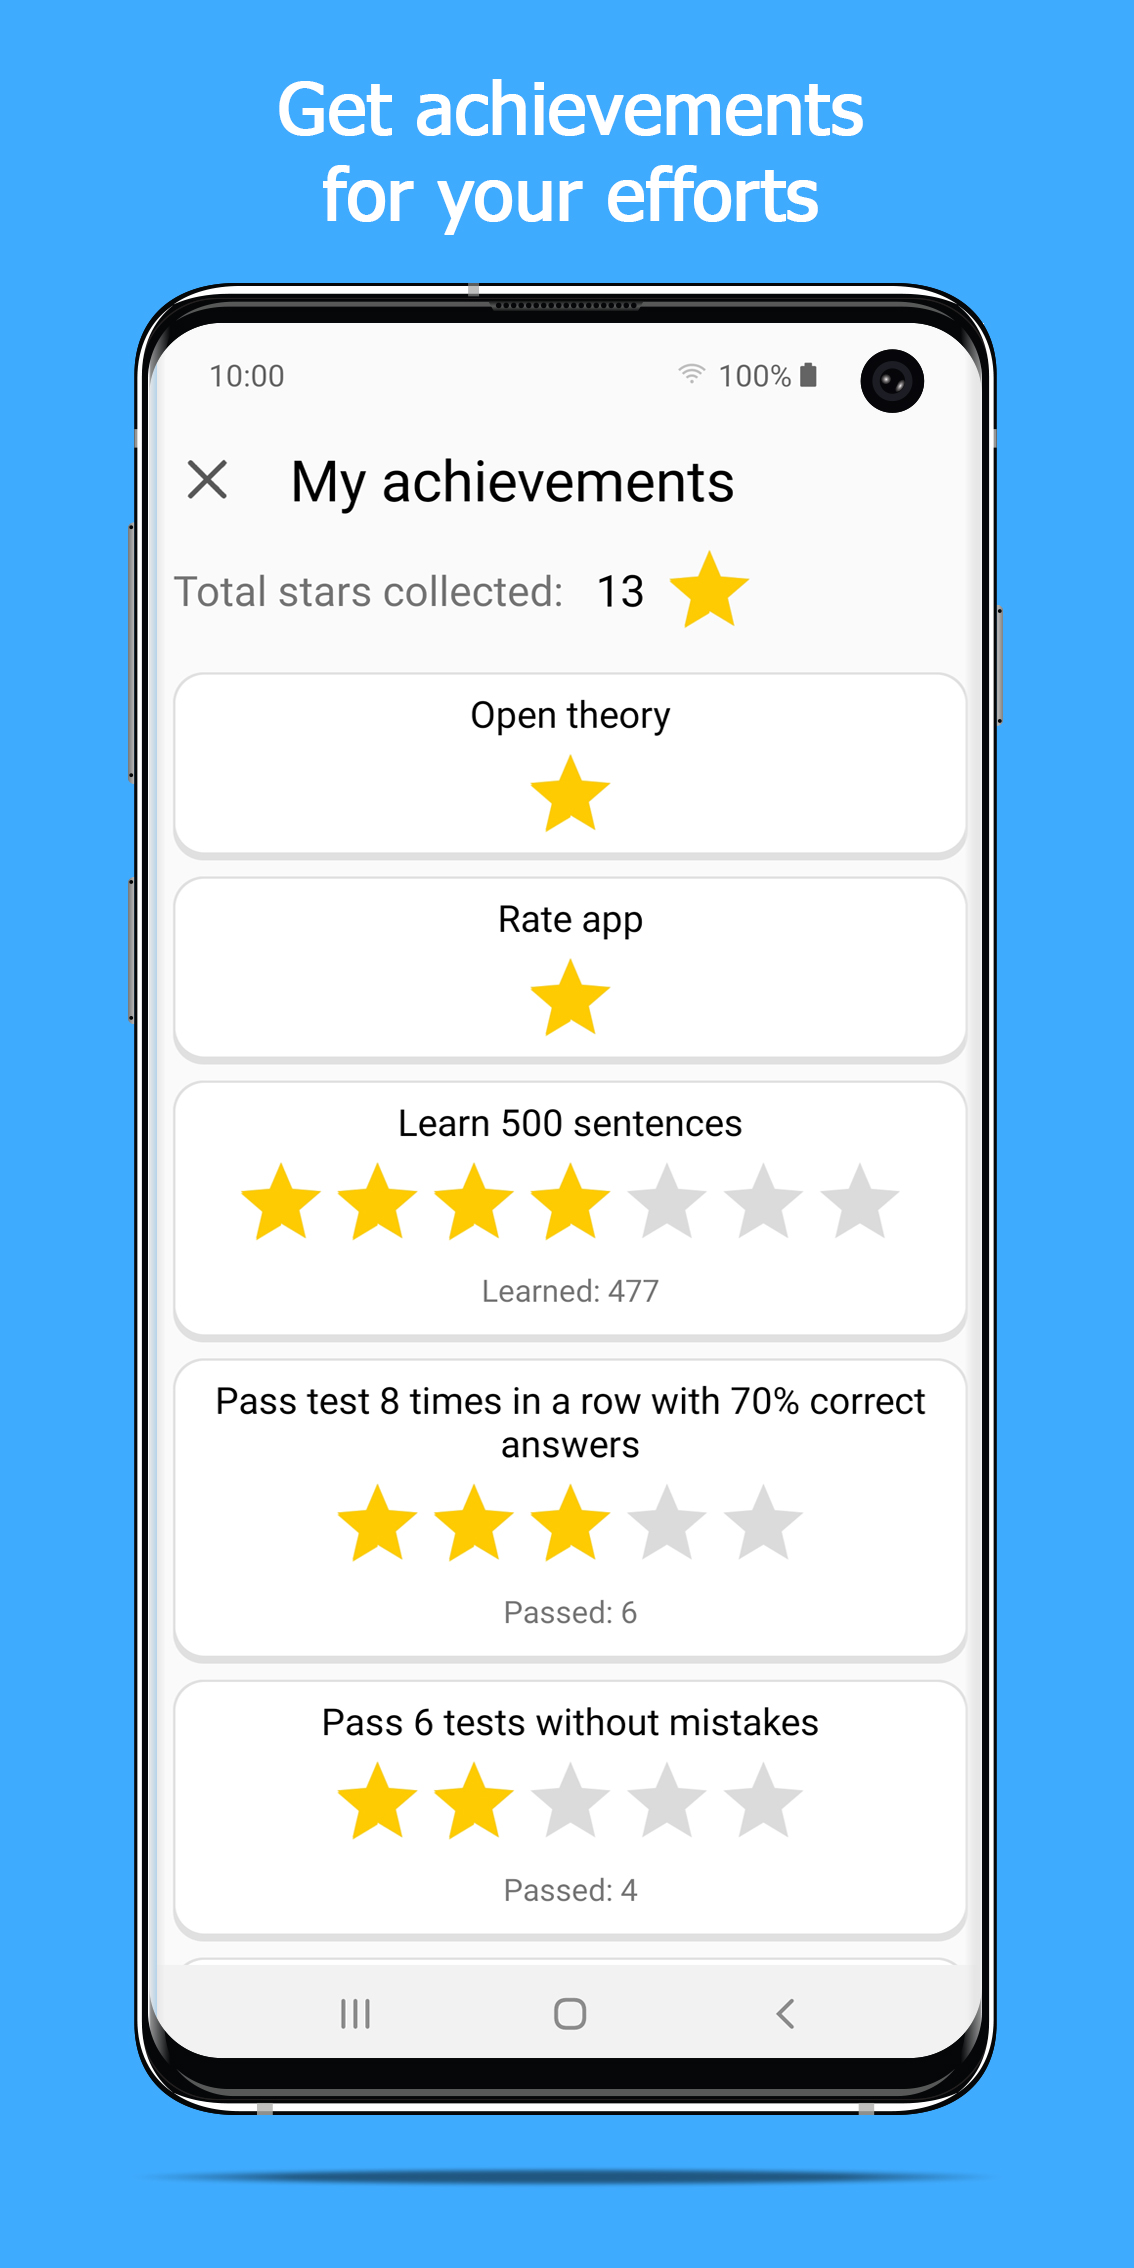 Get achievements
for your efforts
10:00 100%
My achievements
Total stars collected: 13
Open theory
Rate app
Learn 500 sentences
Learned: 477
Pass test 8 times in a row with 70% correct
answers
Passed: 6
Pass 6 tests without mistakes
Passed: 4